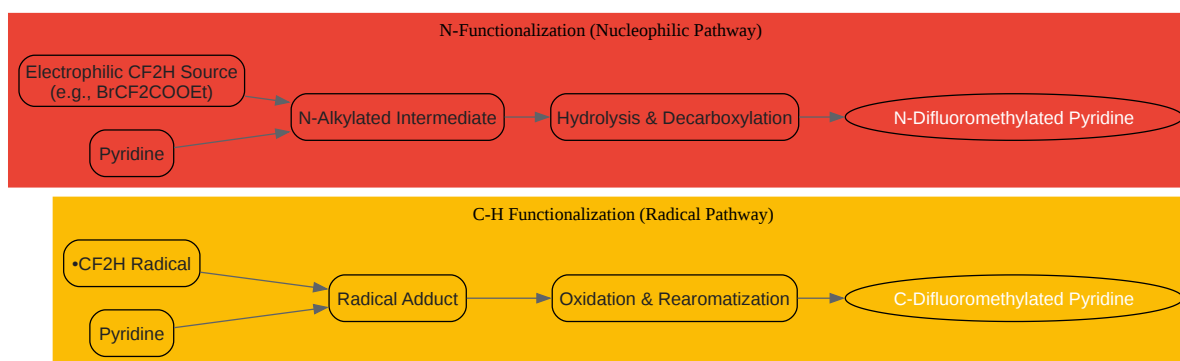 N-Functionalization (Nucleophilic Pathway)
Electrophilic CF2H Source
(e.g., BrCF2COOEt)
Pyridine
N-Alkylated Intermediate
Hydrolysis & Decarboxylation
N-Difluoromethylated Pyridine
C-H Functionalization (Radical Pathway)
•CF2H Radical
Pyridine
Radical Adduct
Oxidation & Rearomatization
C-Difluoromethylated Pyridine